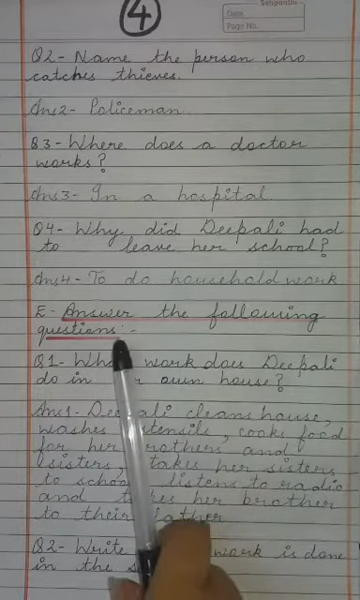 4
Sehpaathi
Date
Page No.
Q2- Name the person who
catches thieves.
Ans2- Policeman.
Q3- Where does a doctor
works?
Ans3- In a hospital.
Q4- Why did Deepali had
to leave her school?
Ans4- To do household work
E- Answer the following
questions:-
Q1- What work does Deepali
do in own house?
Ans1- Deepali cleans house,
washes utensils, cooks food
for her brothers and
sisters, takes her sisters
to school listens to radio
and takes her brother
to their father
Q2- Write work is done
in the